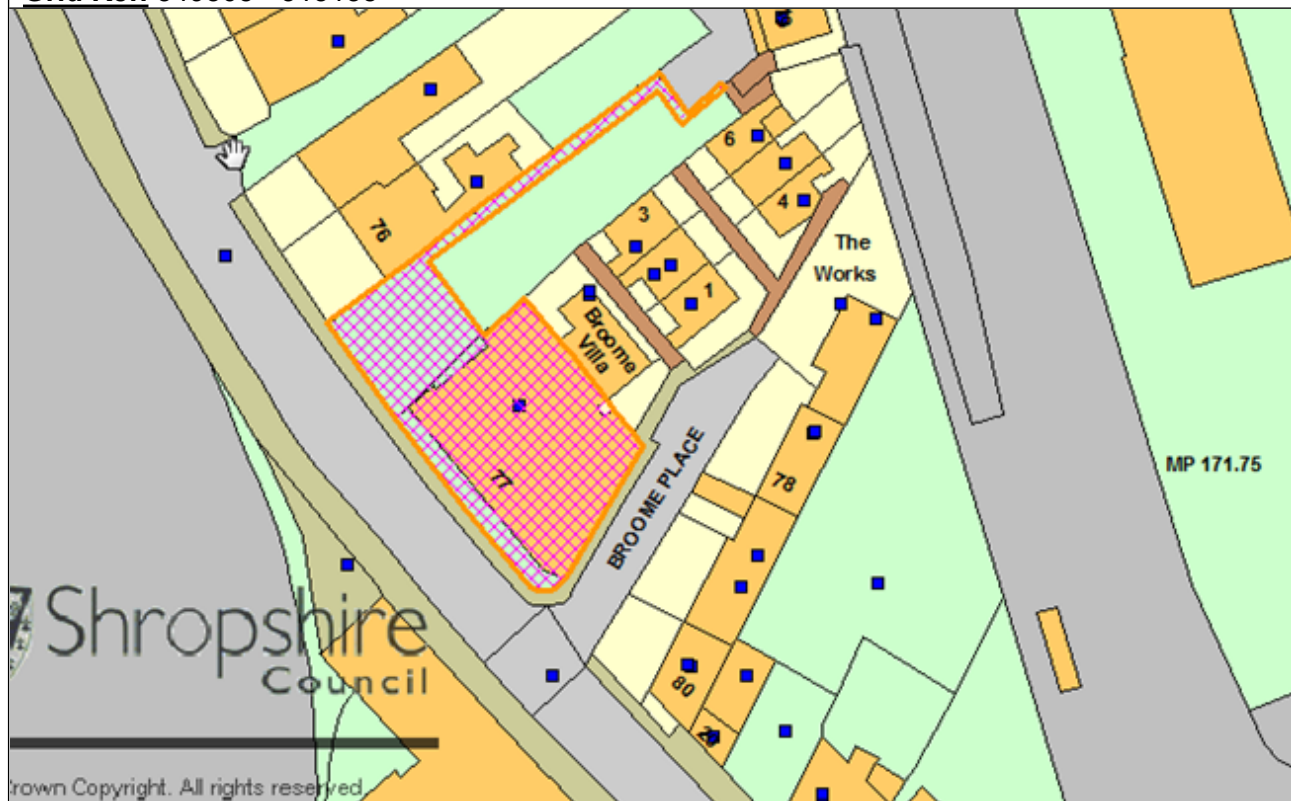 6
3
4
76
The
Works
1
Broome
Villa
77
BROOME PLACE
78
MP 171.75
Shropshire
Council
80
Crown Copyright. All rights reserved